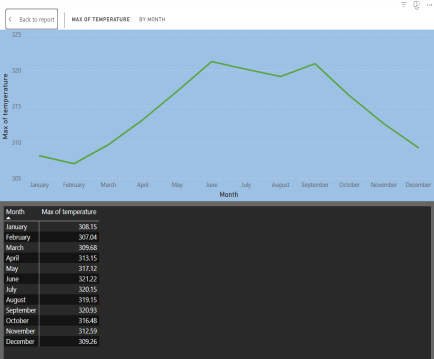 Back to report
MAX OF TEMPERATURE BY MONTH
325
320
315
310
305
Max of temperature
January February March April May June July August September October November December
Month
Month Max of temperature
January 308.15
February 307.04
March 309.68
April 313.15
May 317.12
June 321.22
July 320.15
August 319.15
September 320.93
October 316.48
November 312.59
December 309.26